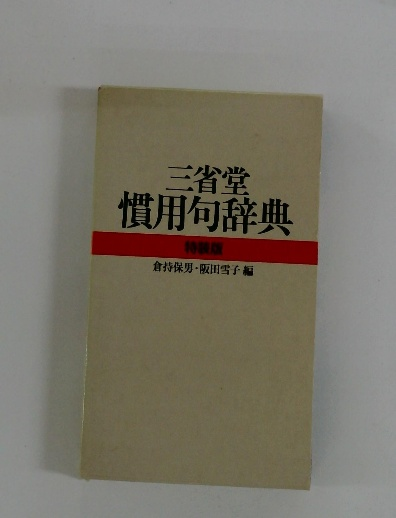 三省堂
慣用句辞典
特装版
倉持保男・阪田雪子 編